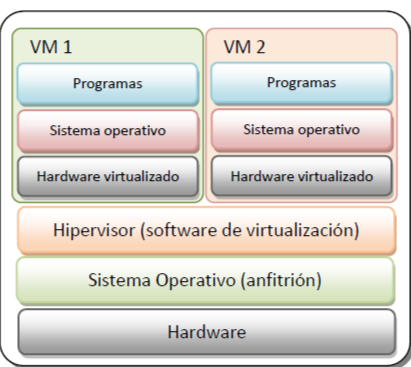 VM 1
VM 2
Programas
Programas
Sistema operativo
Sistema operativo
Hardware virtualizado
Hardware virtualizado
Hipervisor (software de virtualización)
Sistema Operativo (anfitrión)
Hardware